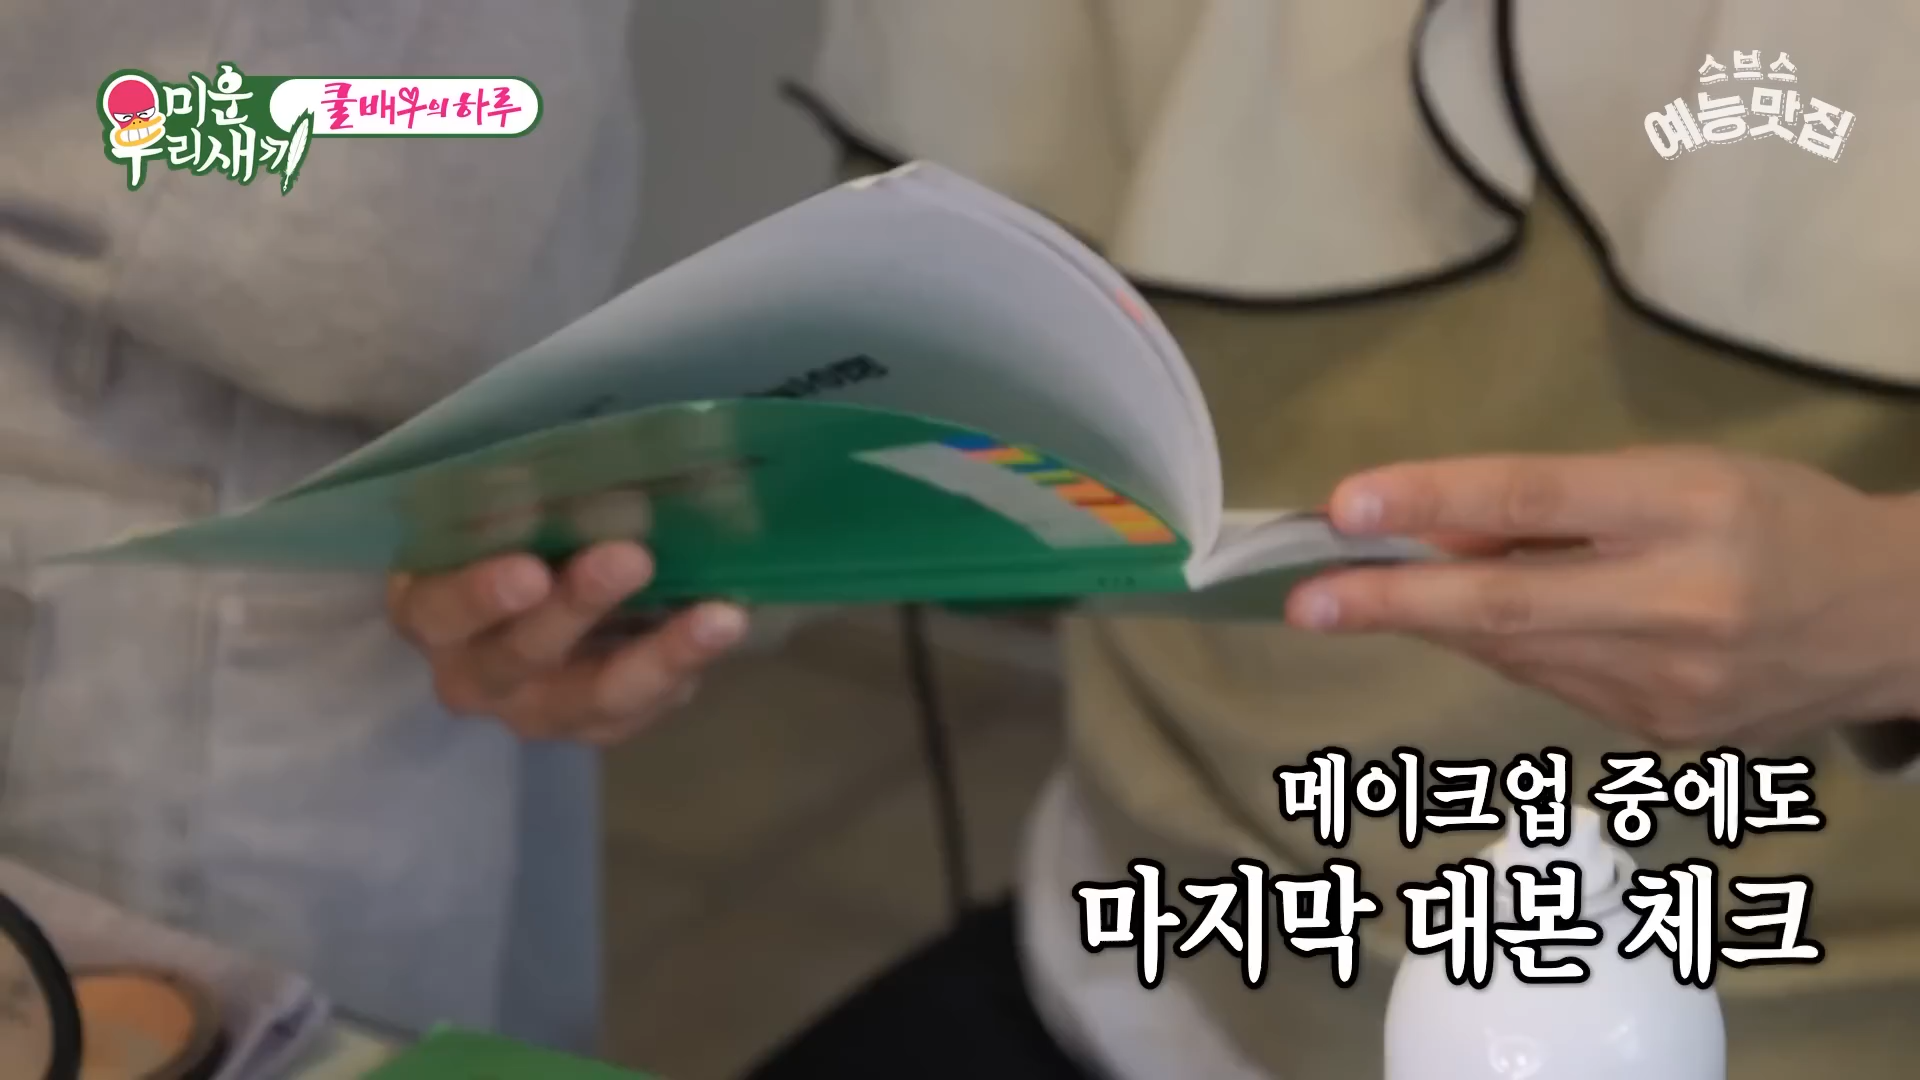 미운
우리새끼
쿨배우의하루
스브스
예능맛집
메이크업 중에도
마지막 대본 체크